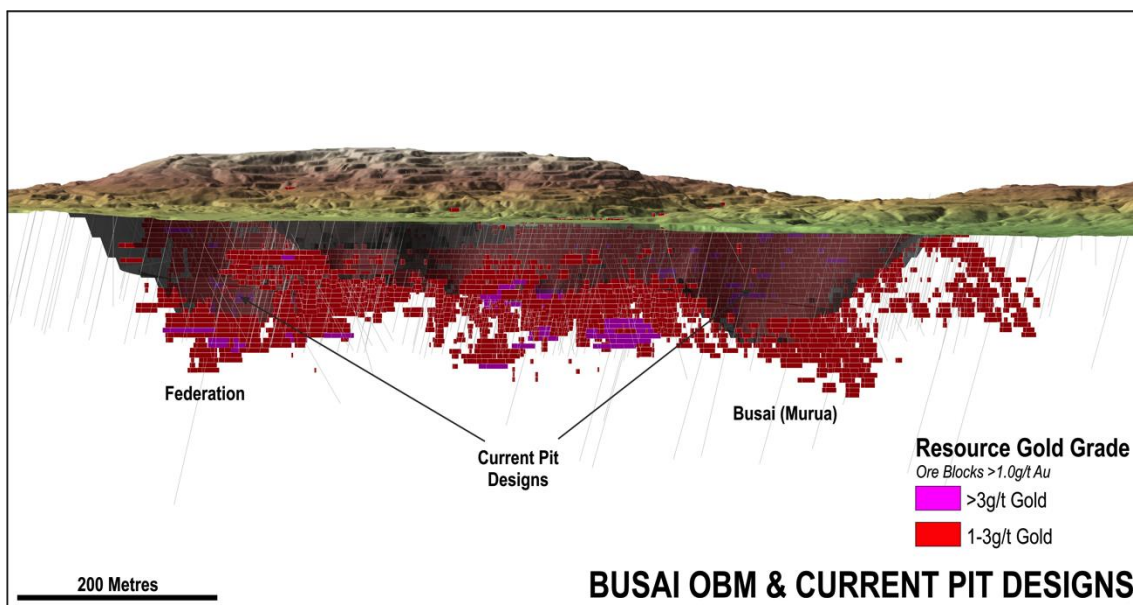 Federation
Busai (Murua)
Current Pit
Designs
Resource Gold Grade
Ore Blocks >1.0g/t Au
>3g/t Gold
1-3g/t Gold
200 Metres
BUSAI OBM & CURRENT PIT DESIGNS